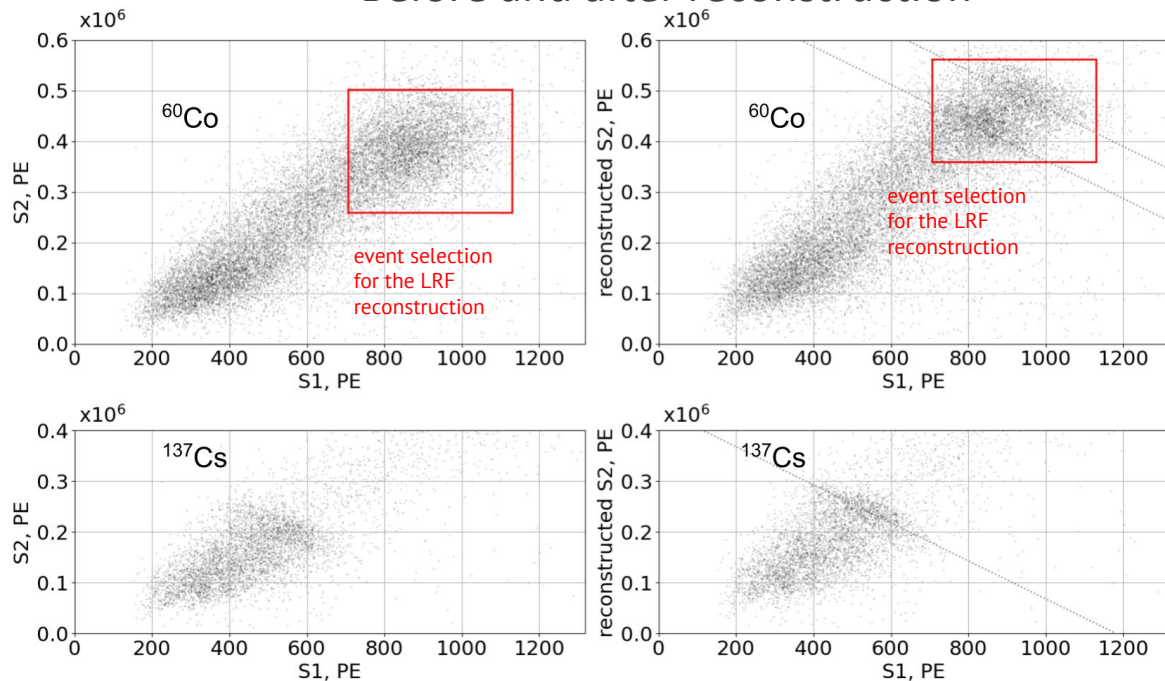 Before and after reconstruction
x10⁶
x10⁶
0.6
0.5
0.4
0.3
0.2
0.1
0.0
S2, PE
⁶⁰Co
event selection
for the LRF
reconstruction
200 400 600 800 1000 1200
S1, PE
0.6
0.5
0.4
0.3
0.2
0.1
0.0
reconstructed S2, PE
⁶⁰Co
event selection
for the LRF
reconstruction
200 400 600 800 1000 1200
S1, PE
x10⁶
0.4
0.3
0.2
0.1
0.0
S2, PE
¹³⁷Cs
0 200 400 600 800 1000 1200
S1, PE
x10⁶
0.4
0.3
0.2
0.1
0.0
reconstructed S2, PE
¹³⁷Cs
0 200 400 600 800 1000 1200
S1, PE